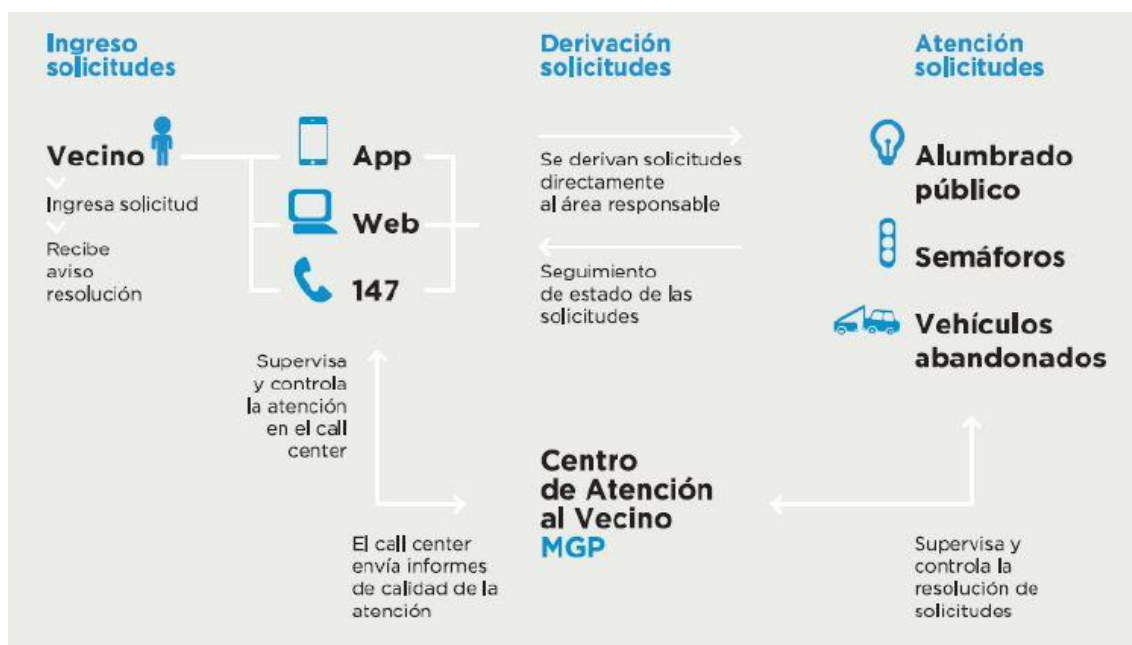 Ingreso
solicitudes
Derivación
solicitudes
Atención
solicitudes
Vecino
Ingresa solicitud
Recibe
aviso
resolución
App
Web
147
Se derivan solicitudes
directamente
al área responsable
Seguimiento
de estado de las
solicitudes
Alumbrado
público
Semáforos
Vehículos
abandonados
Supervisa
y controla
la atención
en el call
center
Centro
de Atención
al Vecino
MGP
El call center
envía informes
de calidad de la
atención
Supervisa y
controla la
resolución de
solicitudes